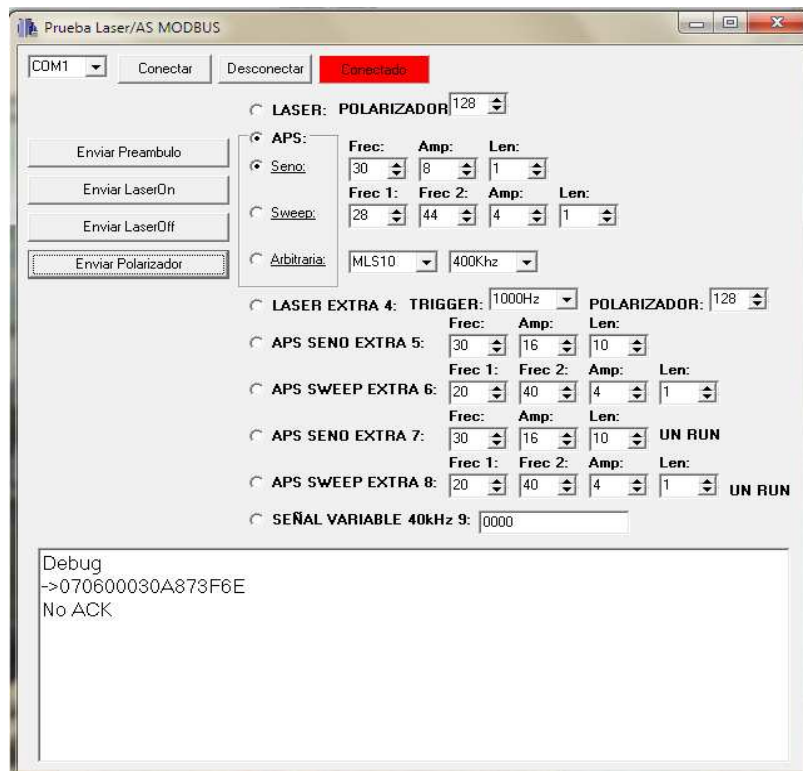 Prueba Laser/AS MODBUS
COM1 Conectar Desconectar Conectado
LASER: POLARIZADOR 128
Enviar Preambulo
Enviar LaserOn
Enviar LaserOff
Enviar Polarizador
APS: Frec: Amp: Len:
Seno: 30 8 1
Frec 1: Frec 2: Amp: Len:
Sweep: 28 44 4 1
Arbitraria: MLS10 400Khz
LASER EXTRA 4: TRIGGER: 1000Hz POLARIZADOR: 128
Frec: Amp: Len:
APS SENO EXTRA 5: 30 16 10
Frec 1: Frec 2: Amp: Len:
APS SWEEP EXTRA 6: 20 40 4 1
Frec: Amp: Len:
APS SENO EXTRA 7: 30 16 10 UN RUN
Frec 1: Frec 2: Amp: Len:
APS SWEEP EXTRA 8: 20 40 4 1 UN RUN
SEÑAL VARIABLE 40kHz 9: 0000
Debug
->070600030A873F6E
No ACK